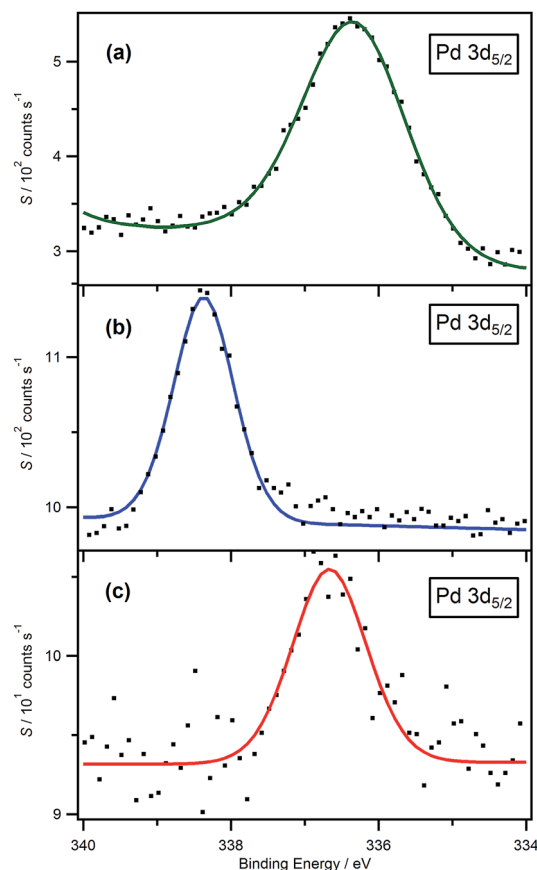 (a)
Pd 3d5/2
5
4
3
S / 10² counts s⁻¹
(b)
Pd 3d5/2
11
10
S / 10² counts s⁻¹
(c)
Pd 3d5/2
10
9
S / 10¹ counts s⁻¹
340 338 336 334
Binding Energy / eV